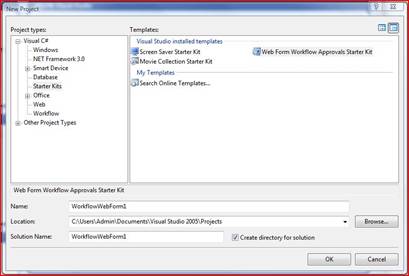 New Project
Project types:
Templates:
Visual C#
Windows
.NET Framework 3.0
Smart Device
Database
Starter Kits
Office
Web
Workflow
Other Project Types
Visual Studio installed templates
Screen Saver Starter Kit
Web Form Workflow Approvals Starter Kit
Movie Collection Starter Kit
My Templates
Search Online Templates...
Web Form Workflow Approvals Starter Kit
Name:
WorkflowWebForm1
Location:
C:\Users\Admin\Documents\Visual Studio 2005\Projects
Browse...
Solution Name:
WorkflowWebForm1
Create directory for solution
OK
Cancel